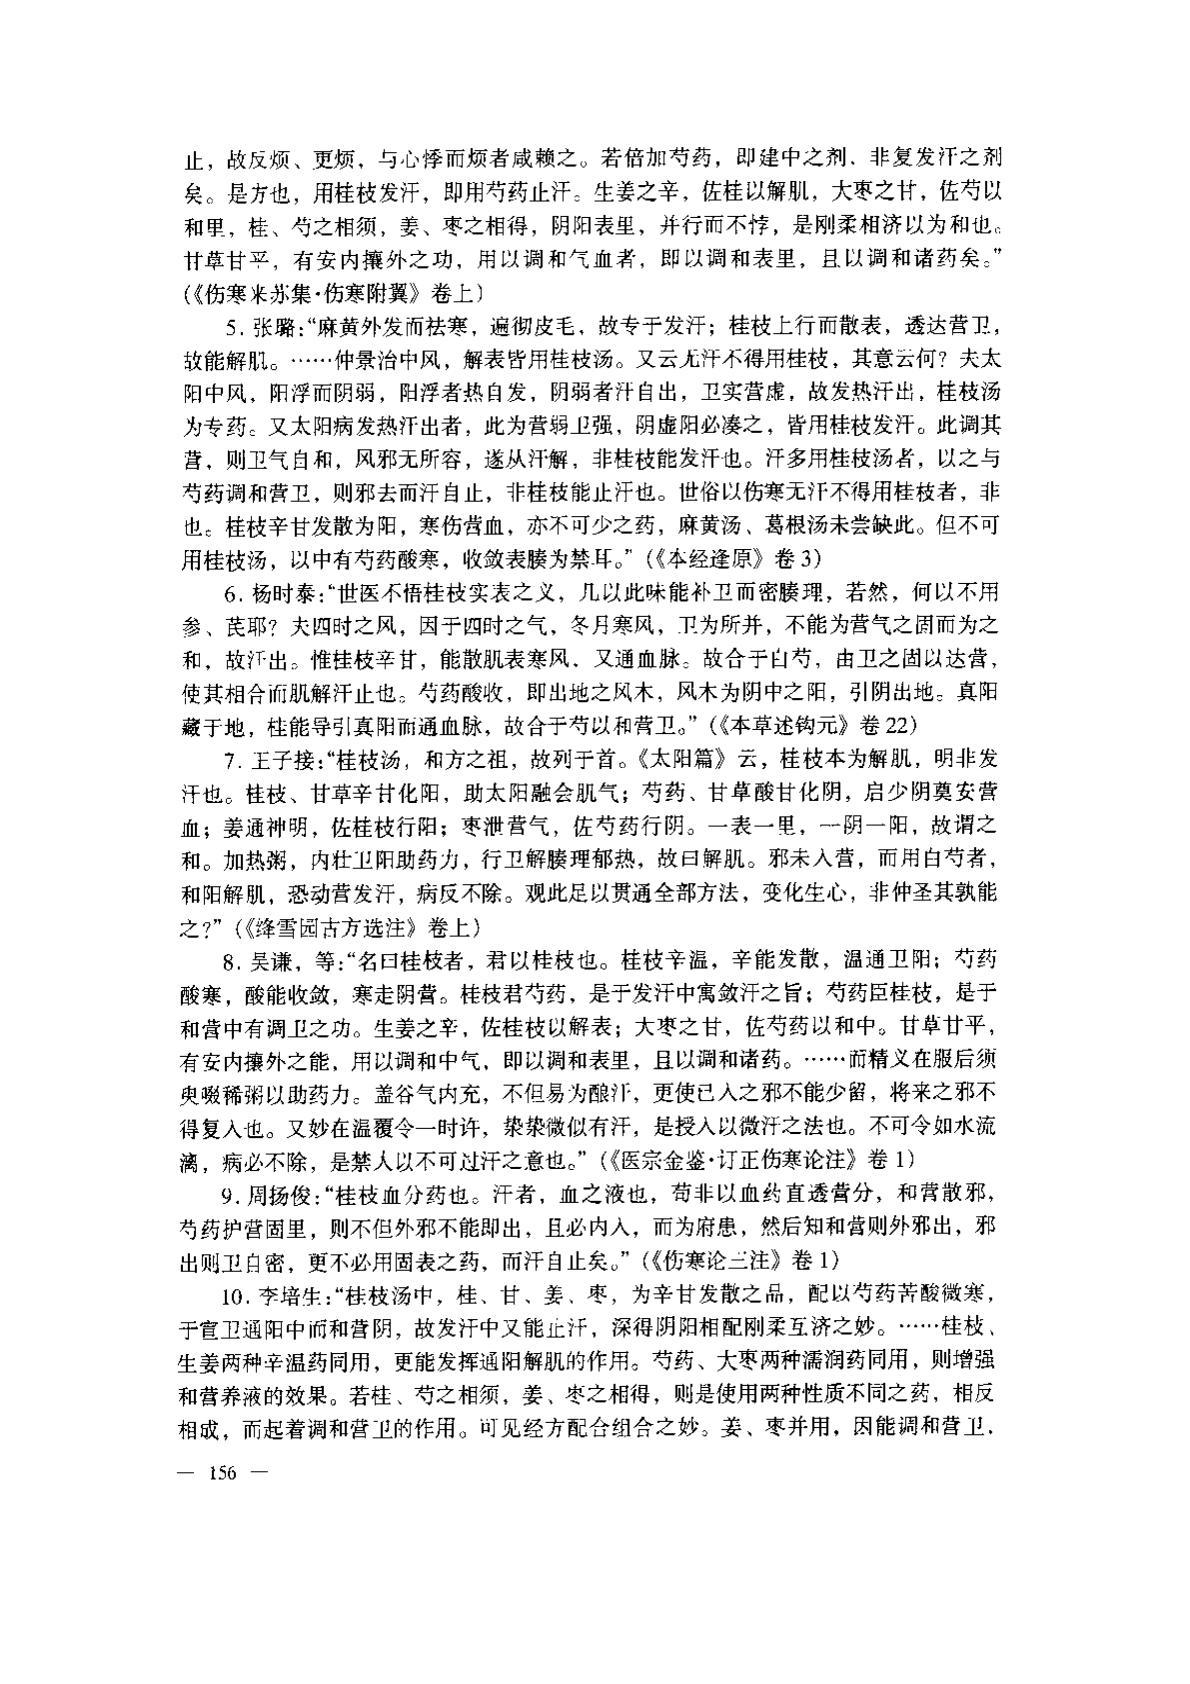 止，故反烦、更烦，与心悸而烦者咸赖之。若倍加芍药，即建中之剂，非复发汗之剂
矣。是方也，用桂枝发汗，即用芍药止汗。生姜之辛，佐桂以解肌，大枣之甘，佐芍以
和里，桂、芍之相须，姜、枣之相得，阴阳表里，并行而不悖，是刚柔相济以为和也。
甘草甘平，有安内攘外之功，用以调和气血者，即以调和表里，且以调和诸药矣。”
(《伤寒来苏集·伤寒附翼》卷上)
5. 张璐:“麻黄外发而祛寒，遍彻皮毛，故专于发汗；桂枝上行而散表，透达营卫，
故能解肌。……仲景治中风，解表皆用桂枝汤。又云无汗不得用桂枝，其意云何？夫太
阳中风，阳浮而阴弱，阳浮者热自发，阴弱者汗自出，卫实营虚，故发热汗出，桂枝汤
为专药。又太阳病发热汗出者，此为营弱卫强，阴虚阳必凑之，皆用桂枝发汗。此调其
营，则卫气自和，风邪无所容，遂从汗解，非桂枝能发汗也。汗多用桂枝汤者，以之与
芍药调和营卫，则邪去而汗自止，非桂枝能止汗也。世俗以伤寒无汗不得用桂枝者，非
也。桂枝辛甘发散为阳，寒伤营血，亦不可少之药，麻黄汤、葛根汤未尝缺此。但不可
用桂枝汤，以中有芍药酸寒，收敛表腠为禁耳。”(《本经逢原》卷 3)
6. 杨时泰:“世医不悟桂枝实表之义，几以此味能补卫而密腠理，若然，何以不用
参、芪耶？夫四时之风，因于四时之气，冬月寒风，卫为所并，不能为营气之固而为之
和，故汗出。惟桂枝辛甘，能散肌表寒风，又通血脉。故合于白芍，由卫之固以达营，
使其相合而肌解汗止也。芍药酸收，即出地之风木，风木为阴中之阳，引阴出地。真阳
藏于地，桂能导引真阳而通血脉，故合于芍以和营卫。”(《本草述钩元》卷 22)
7. 王子接:“桂枝汤，和方之祖，故列于首。《太阳篇》云，桂枝本为解肌，明非发
汗也。桂枝、甘草辛甘化阳，助太阳融会肌气；芍药、甘草酸甘化阴，启少阴奠安营
血；姜通神明，佐桂枝行阳；枣泄营气，佐芍药行阴。一表一里，一阴一阳，故谓之
和。加热粥，内壮卫阳助药力，行卫解腠理郁热，故曰解肌。邪未入营，而用白芍者，
和阳解肌，恐动营发汗，病反不除。观此足以贯通全部方法，变化生心，非仲圣其孰能
之?”(《绛雪园古方选注》卷上)
8. 吴谦，等:“名曰桂枝者，君以桂枝也。桂枝辛温，辛能发散，温通卫阳；芍药
酸寒，酸能收敛，寒走阴营。桂枝君芍药，是于发汗中寓敛汗之旨；芍药臣桂枝，是于
和营中有调卫之功。生姜之辛，佐桂枝以解表；大枣之甘，佐芍药以和中。甘草甘平，
有安内攘外之能，用以调和中气，即以调和表里，且以调和诸药。……而精义在服后须
臾啜稀粥以助药力。盖谷气内充，不但易为酿汗，更使已入之邪不能少留，将来之邪不
得复入也。又妙在温覆令一时许，漐漐微似有汗，是授人以微汗之法也。不可令如水流
漓，病必不除，是禁人以不可过汗之意也。”(《医宗金鉴·订正伤寒论注》卷 1)
9. 周扬俊:“桂枝血分药也。汗者，血之液也，苟非以血药直透营分，和营散邪，
芍药护营固里，则不但外邪不能即出，且必内入，而为府患，然后知和营则外邪出，邪
出则卫自密，更不必用固表之药，而汗自止矣。”(《伤寒论三注》卷 1)
10. 李培生:“桂枝汤中，桂、甘、姜、枣，为辛甘发散之品，配以芍药苦酸微寒，
于宣卫通阳中而和营阴，故发汗中又能止汗，深得阴阳相配刚柔互济之妙。……桂枝、
生姜两种辛温药同用，更能发挥通阳解肌的作用。芍药、大枣两种濡润药同用，则增强
和营养液的效果。若桂、芍之相须，姜、枣之相得，则是使用两种性质不同之药，相反
相成，而起着调和营卫的作用。可见经方配合组合之妙。姜、枣并用，因能调和营卫，
— 156 —